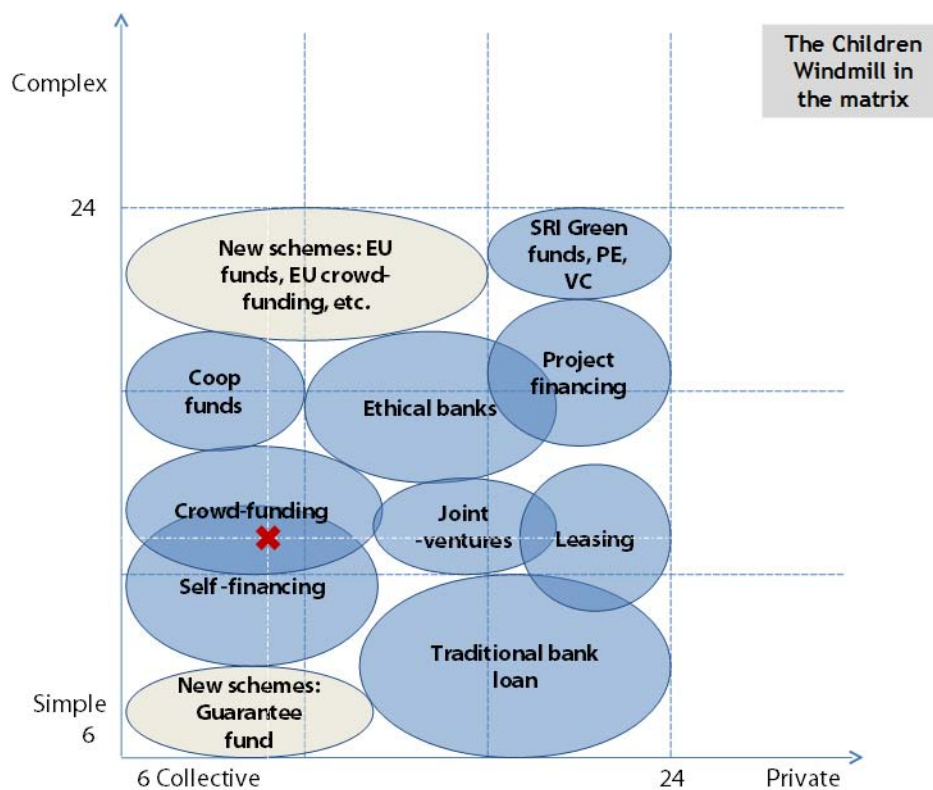 The Children
Windmill in
the matrix
Complex
24
New schemes: EU
funds, EU crowd-
funding, etc.
SRI Green
funds, PE,
VC
Coop
funds
Ethical banks
Project
financing
Crowd-funding
Joint
-ventures
Leasing
Self-financing
Traditional bank
loan
New schemes:
Guarantee
fund
Simple
6
6 Collective
24
Private